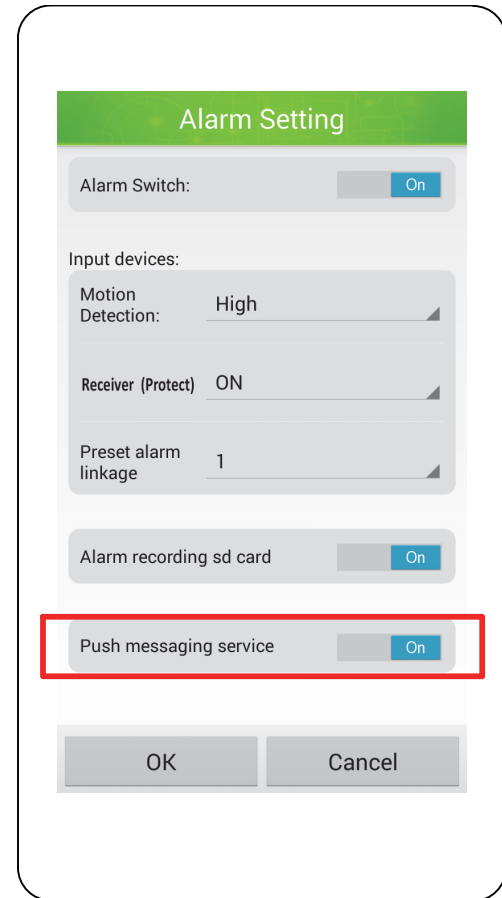 Alarm Setting
Alarm Switch:
On
Input devices:
Motion
Detection:
High
Receiver (Protect)
ON
Preset alarm
linkage
1
Alarm recording sd card
On
Push messaging service
On
OK
Cancel